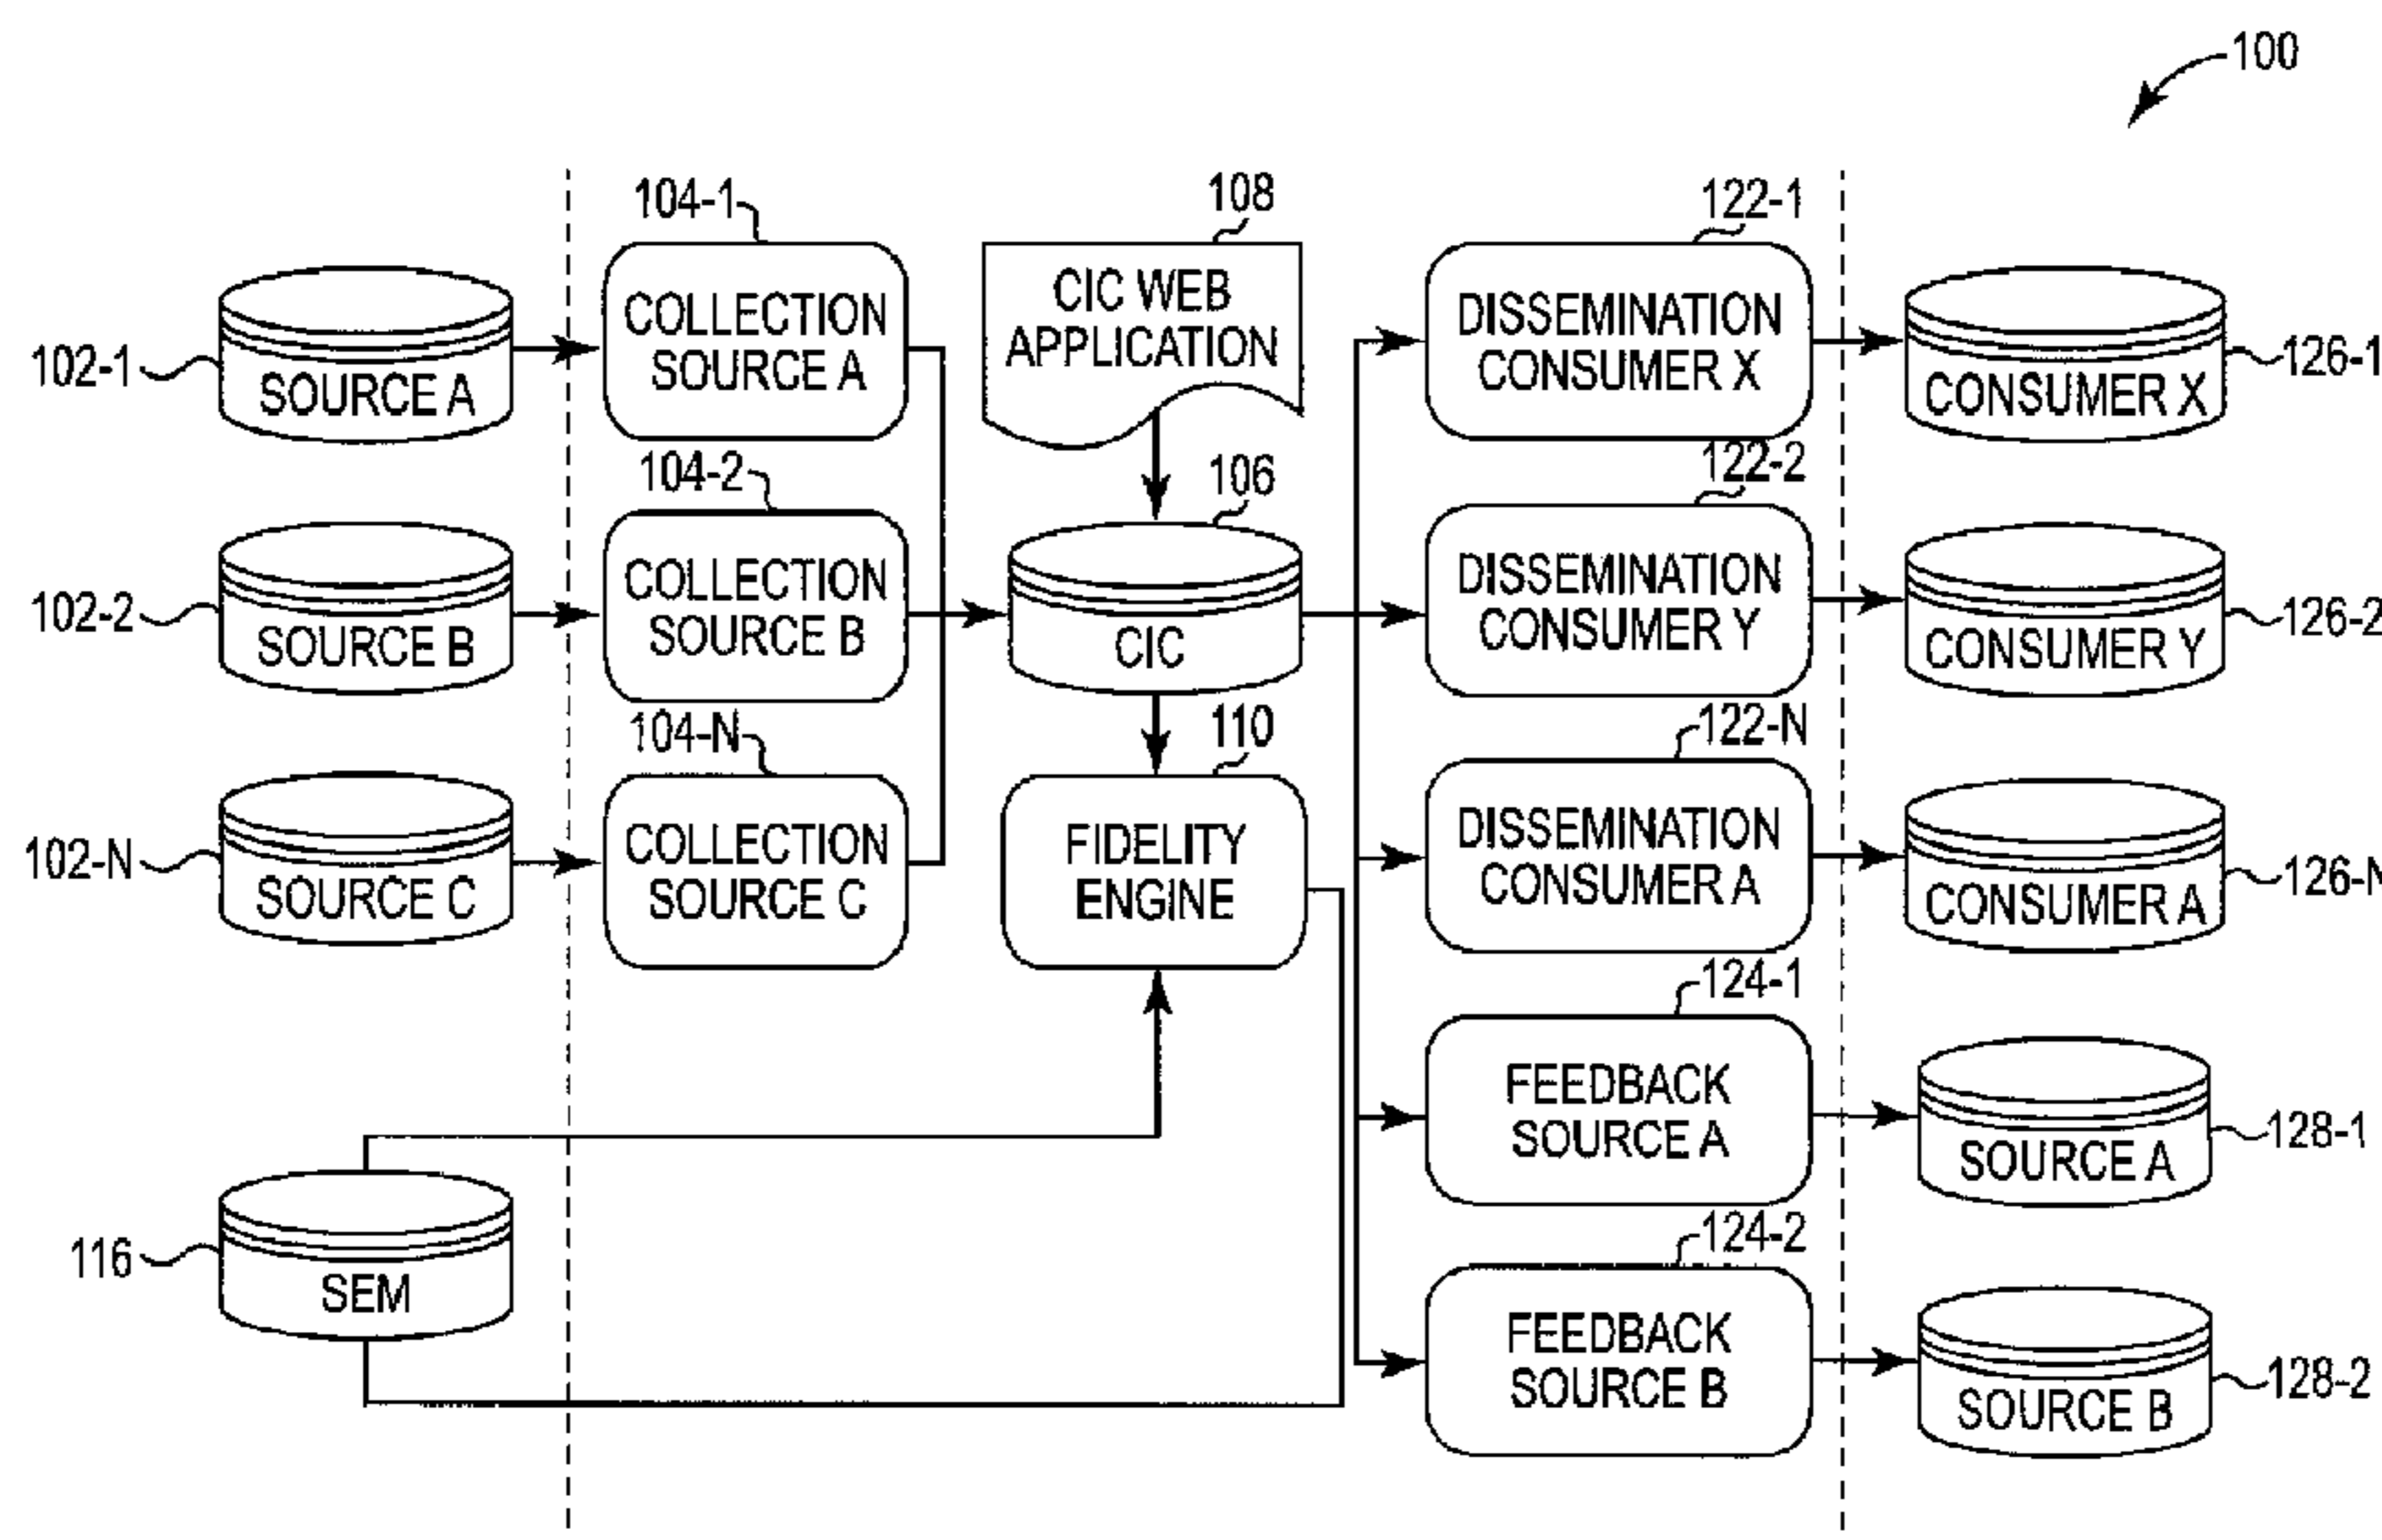 100
104-1
108
122-1
COLLECTION
SOURCE A
CIC WEB
APPLICATION
DISSEMINATION
CONSUMER X
102-1
SOURCE A
CONSUMER X
126-1
104-2
106
122-2
COLLECTION
SOURCE B
DISSEMINATION
CONSUMER Y
102-2
SOURCE B
CIC
CONSUMER Y
126-2
104-N
110
122-N
COLLECTION
SOURCE C
FIDELITY
ENGINE
DISSEMINATION
CONSUMER A
102-N
SOURCE C
CONSUMER A
126-N
124-1
FEEDBACK
SOURCE A
SOURCE A
128-1
124-2
116
SEM
FEEDBACK
SOURCE B
SOURCE B
128-2